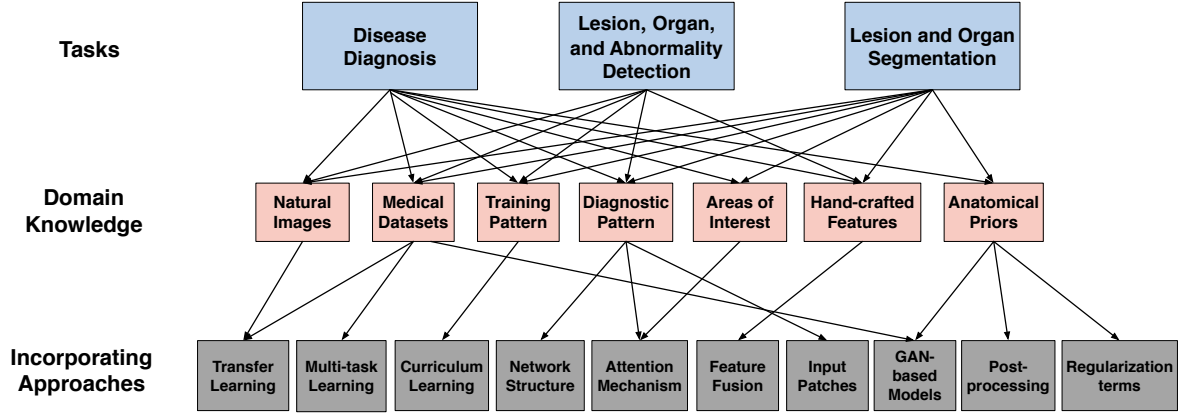 Tasks
Disease
Diagnosis
Lesion, Organ,
and Abnormality
Detection
Lesion and Organ
Segmentation
Domain
Knowledge
Natural
Images
Medical
Datasets
Training
Pattern
Diagnostic
Pattern
Areas of
Interest
Hand-crafted
Features
Anatomical
Priors
Incorporating
Approaches
Transfer
Learning
Multi-task
Learning
Curriculum
Learning
Network
Structure
Attention
Mechanism
Feature
Fusion
Input
Patches
GAN-
based
Models
Post-
processing
Regularization
terms